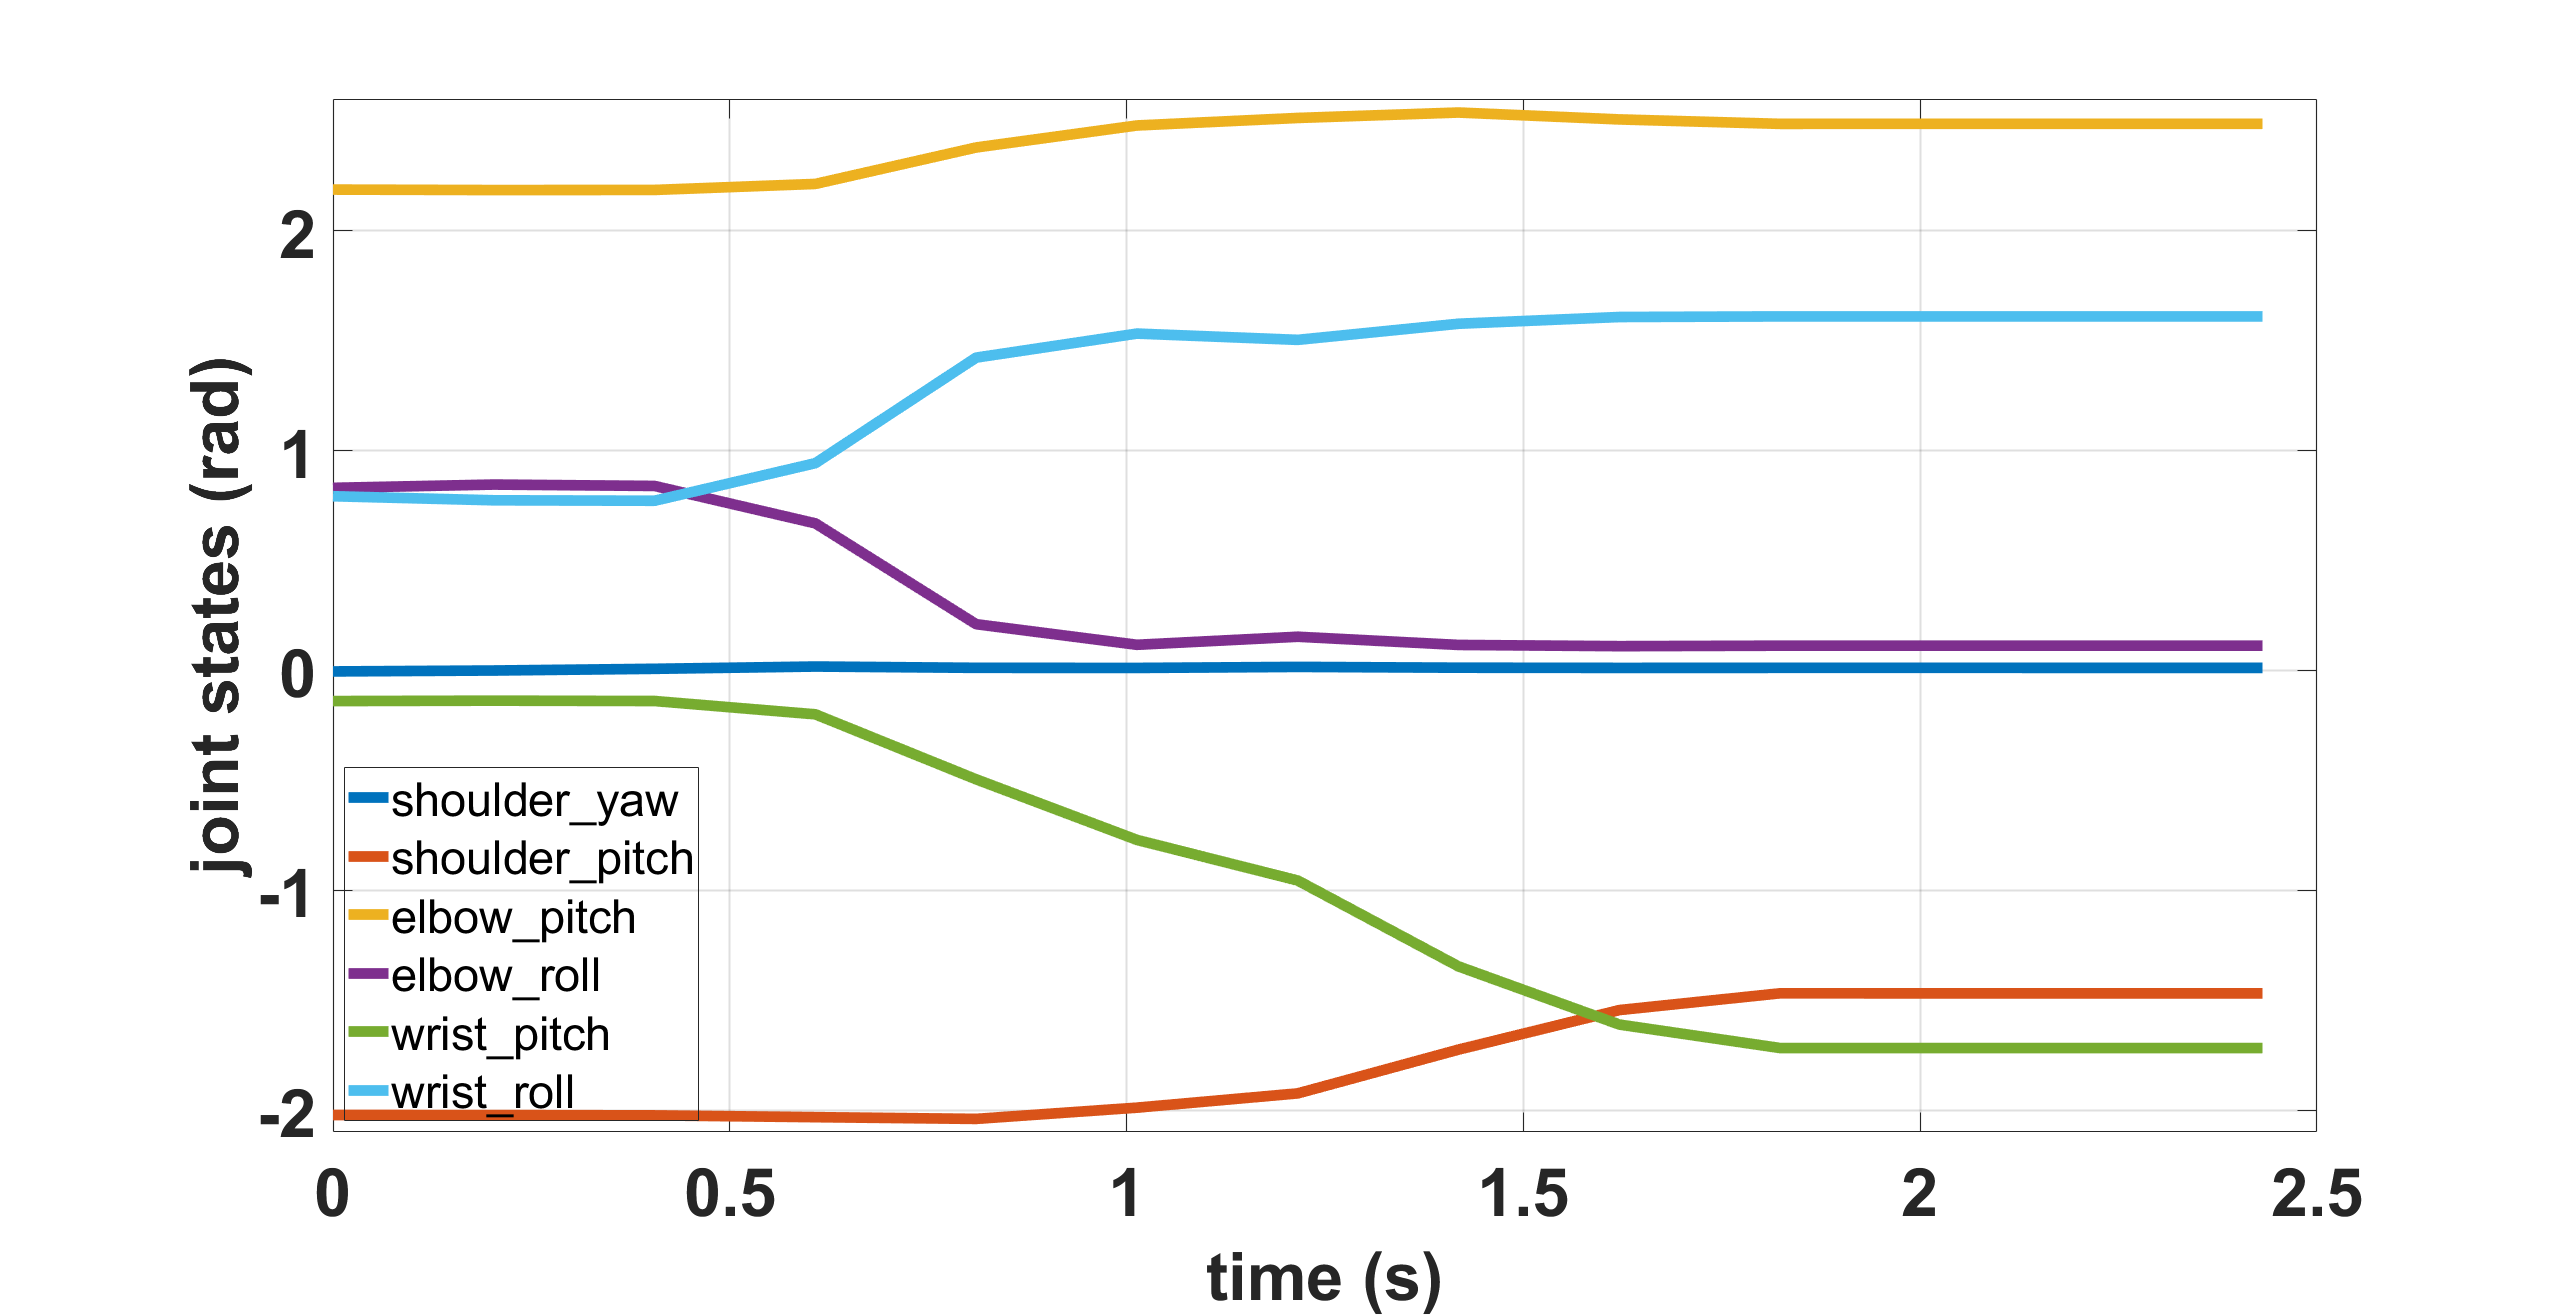 joint states (rad)
2
1
0
-1
-2
shoulder_yaw
shoulder_pitch
elbow_pitch
elbow_roll
wrist_pitch
wrist_roll
0 0.5 1 1.5 2 2.5
time (s)